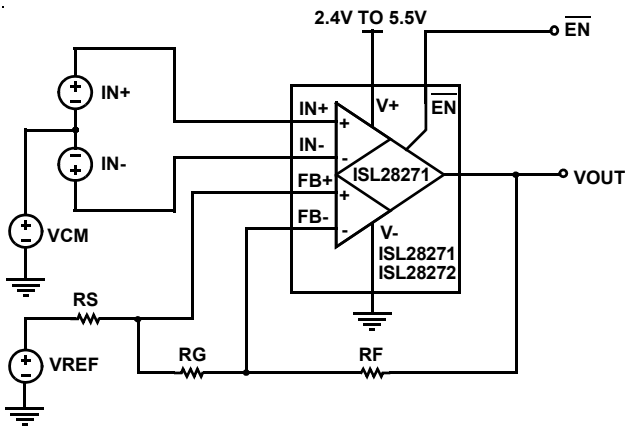 2.4V TO 5.5V
EN
IN+
IN+
V+
EN
IN-
IN-
ISL28271
VOUT
FB+
FB-
VCM
V-
ISL28271
ISL28272
RS
VREF
RG
RF